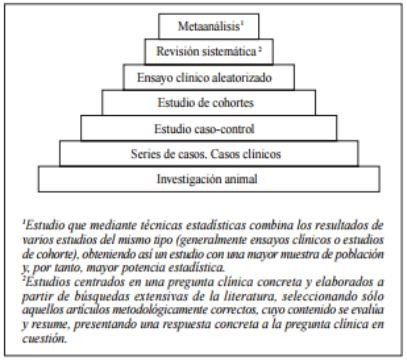 Metaanálisis¹
Revisión sistemática²
Ensayo clínico aleatorizado
Estudio de cohortes
Estudio caso-control
Series de casos. Casos clínicos
Investigación animal
¹Estudio que mediante técnicas estadísticas combina los resultados de
varios estudios del mismo tipo (generalmente ensayos clínicos o estudios
de cohorte), obteniendo así un estudio con una mayor muestra de población
y, por tanto, mayor potencia estadística.
²Estudios centrados en una pregunta clínica concreta y elaborados a
partir de búsquedas extensivas de la literatura, seleccionando sólo
aquellos artículos metodológicamente correctos, cuyo contenido se evalúa
y resume, presentando una respuesta concreta a la pregunta clínica en
cuestión.